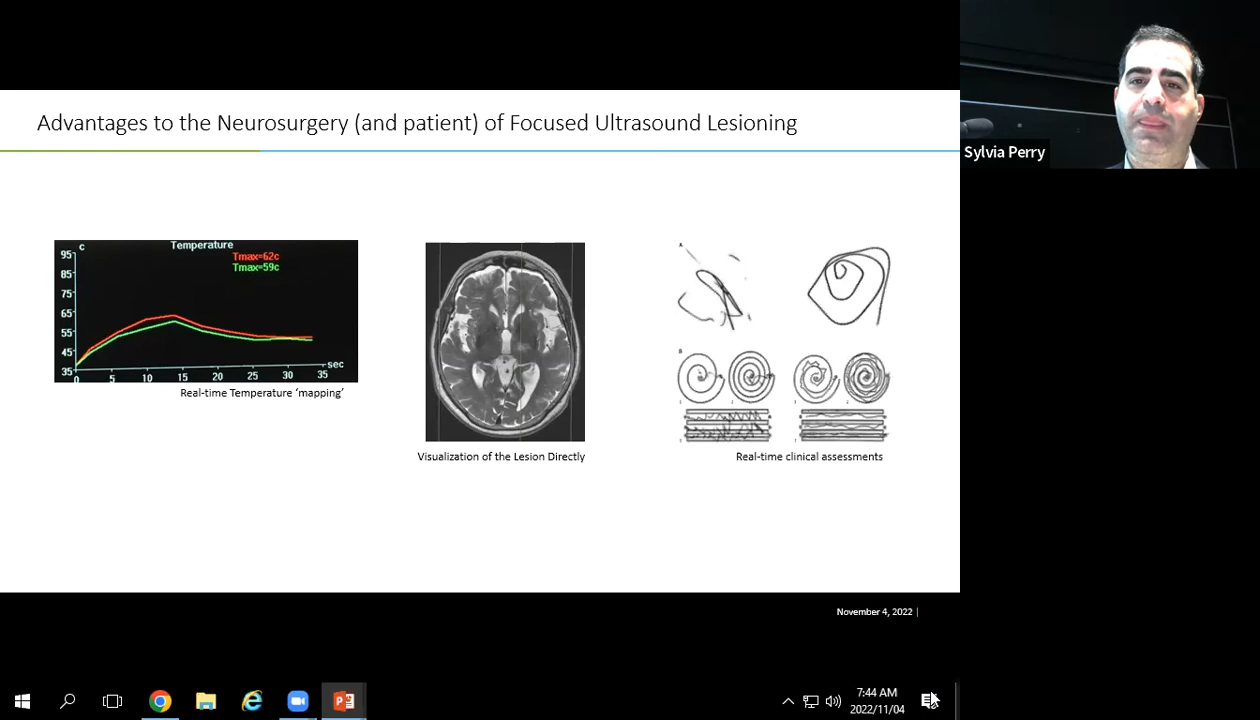 Advantages to the Neurosurgery (and patient) of Focused Ultrasound Lesioning
Sylvia Perry
c
Temperature
Tmax=62c
Tmax=59c
95
85
75
65
55
45
35
0 5 10 15 20 25 30 35
sec
Real-time Temperature ‘mapping’
Visualization of the Lesion Directly
A
B
Real-time clinical assessments
November 4, 2022 |
7:44 AM
2022/11/04